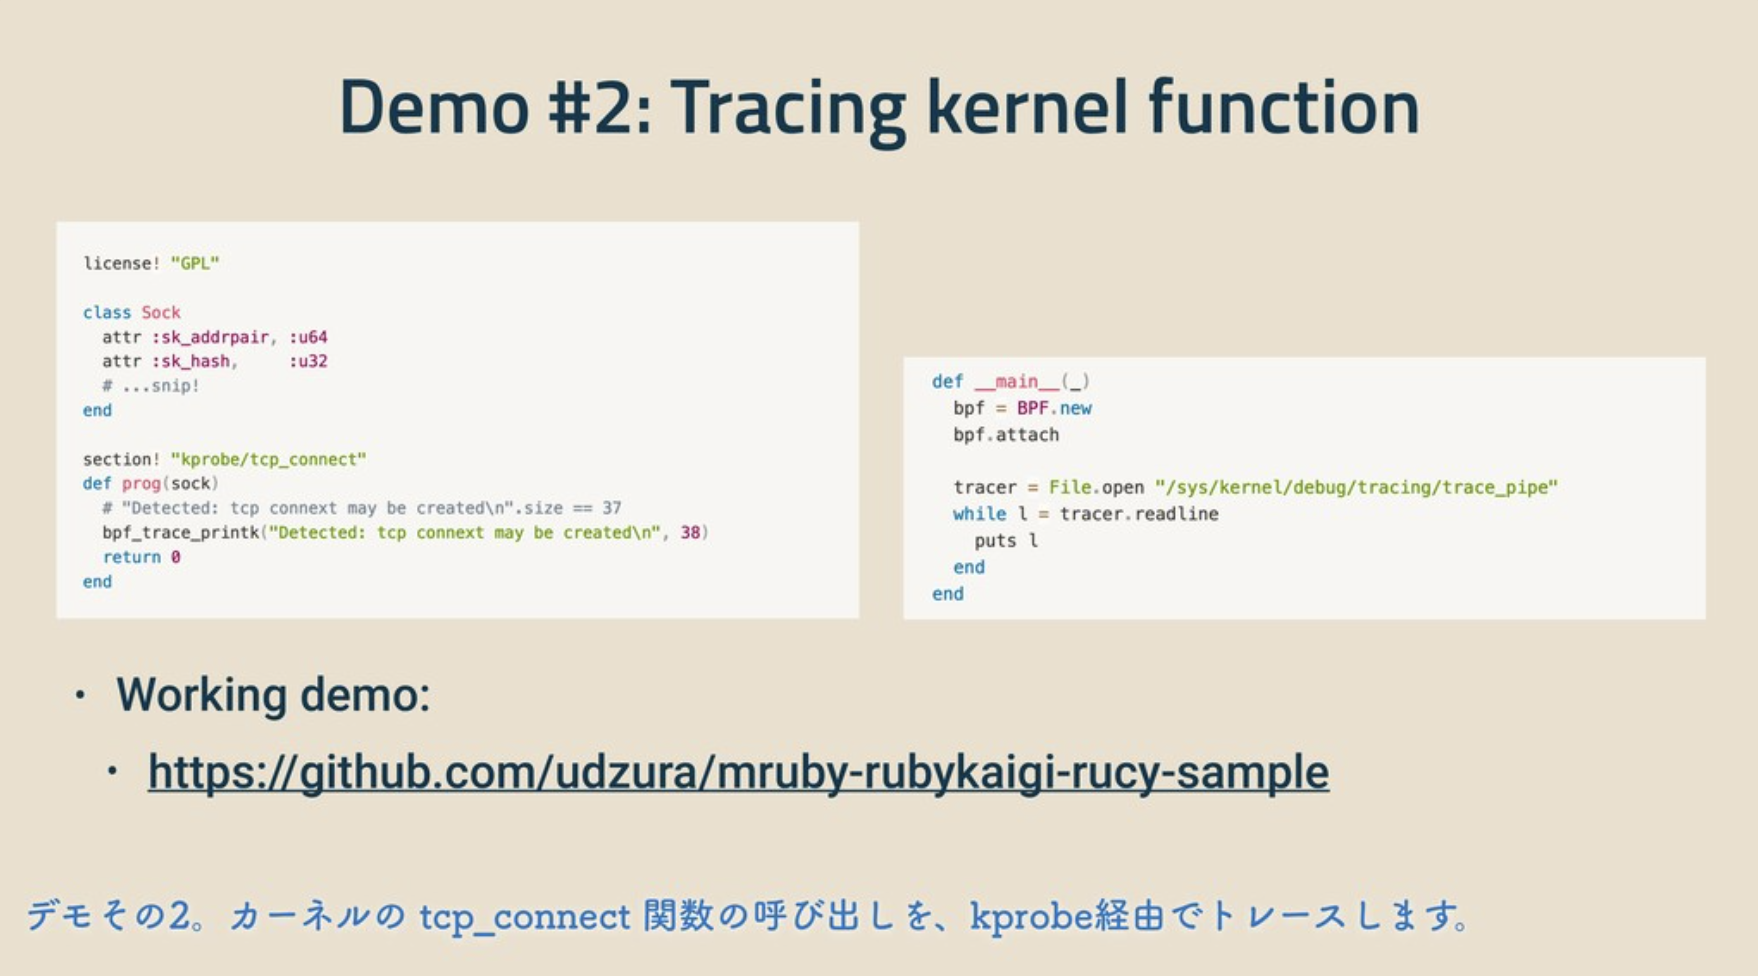 Demo #2: Tracing kernel function
license! "GPL"
class Sock
  attr :sk_addrpair, :u64
  attr :sk_hash,     :u32
  # ...snip!
end
section! "kprobe/tcp_connect"
def prog(sock)
  # "Detected: tcp connext may be created\n".size == 37
  bpf_trace_printk("Detected: tcp connext may be created\n", 38)
  return 0
end
def __main__(_)
  bpf = BPF.new
  bpf.attach
  tracer = File.open "/sys/kernel/debug/tracing/trace_pipe"
  while l = tracer.readline
    puts l
  end
end
• Working demo:
• https://github.com/udzura/mruby-rubykaigi-rucy-sample
デモその2。カーネルの tcp_connect 関数の呼び出しを、kprobe経由でトレースします。